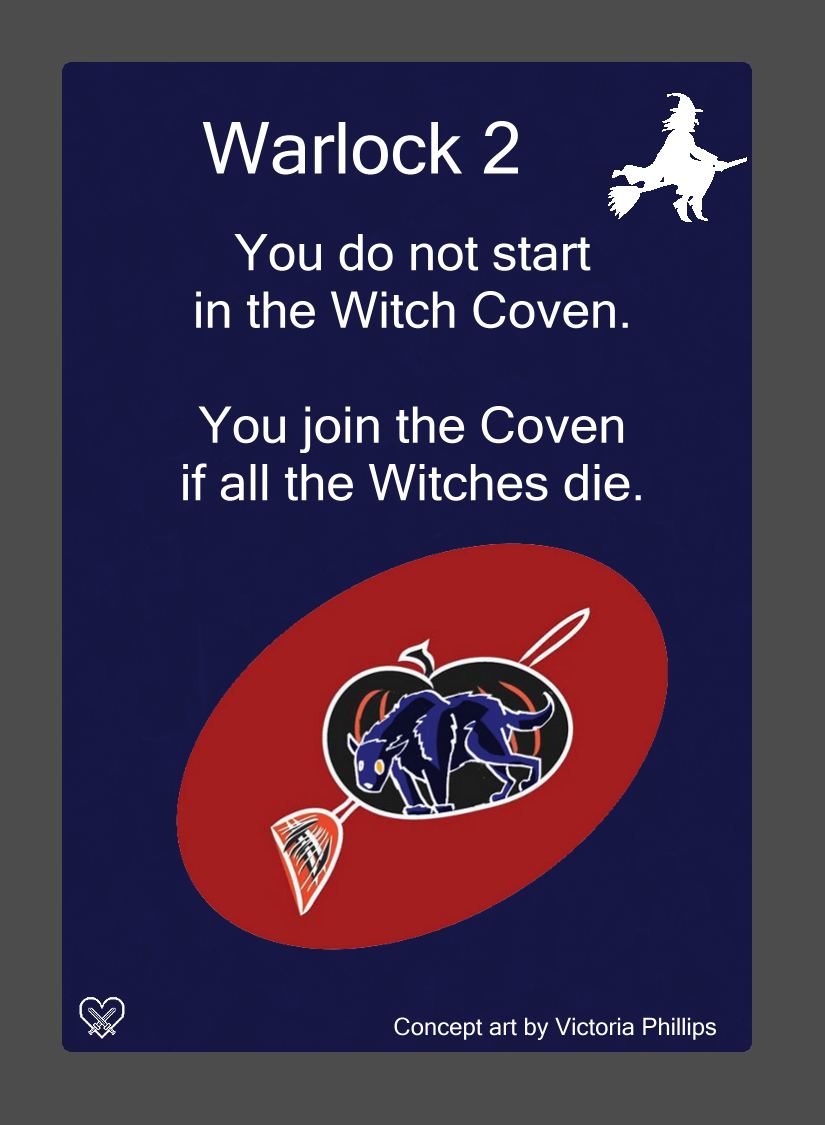 Warlock 2
You do not start
in the Witch Coven.
You join the Coven
if all the Witches die.
Concept art by Victoria Phillips